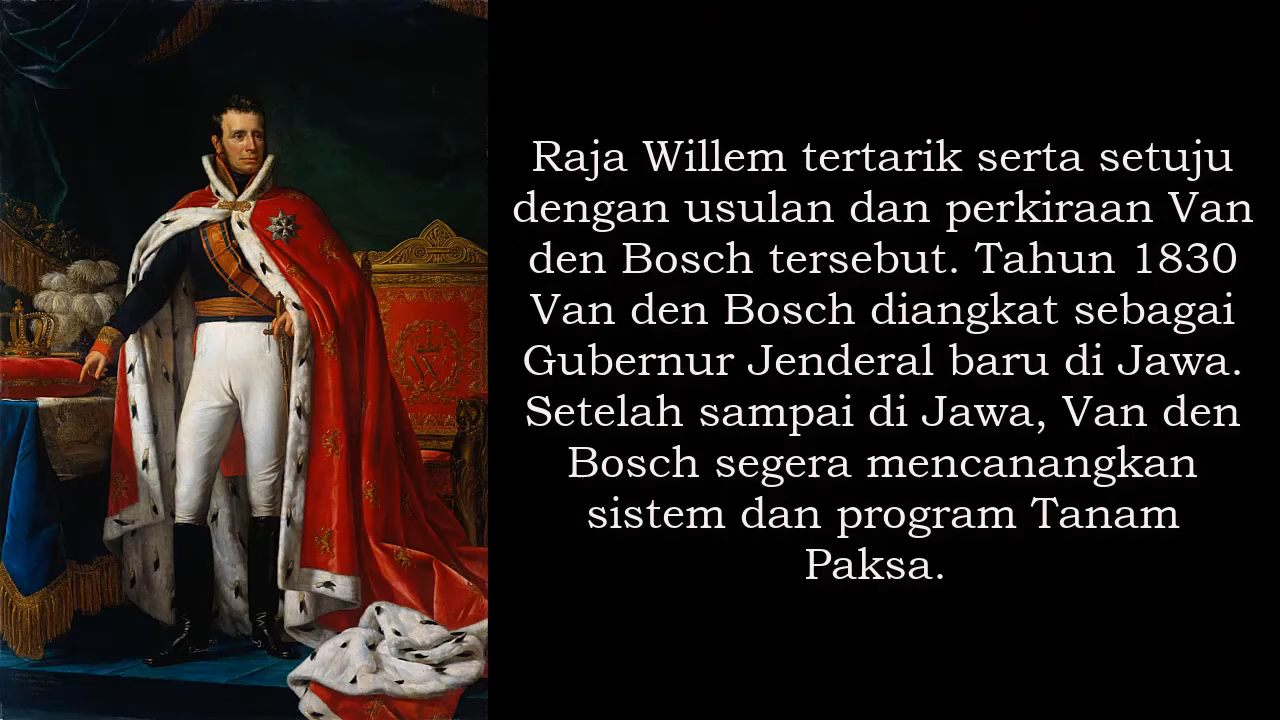 Raja Willem tertarik serta setuju
dengan usulan dan perkiraan Van
den Bosch tersebut. Tahun 1830
Van den Bosch diangkat sebagai
Gubernur Jenderal baru di Jawa.
Setelah sampai di Jawa, Van den
Bosch segera mencanangkan
sistem dan program Tanam
Paksa.
W